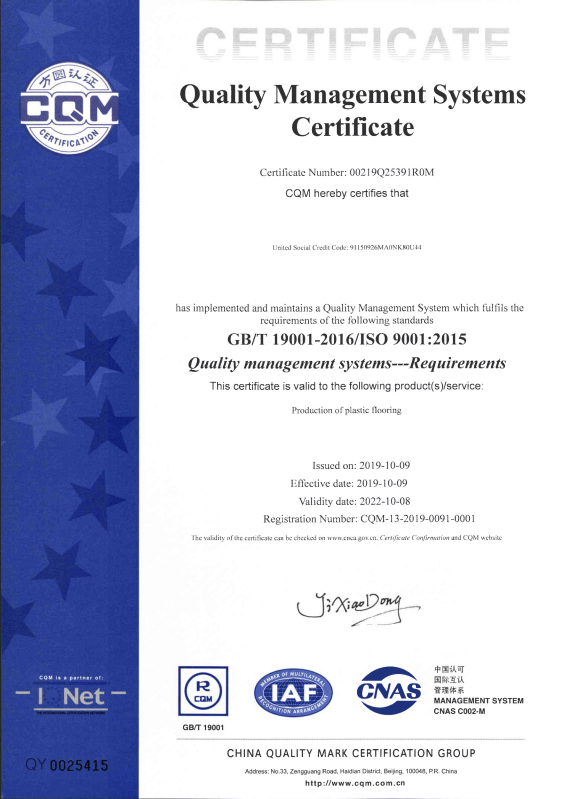 CERTIFICATE
方圆认证
CQM
CERTIFICATION
Quality Management Systems
Certificate
Certificate Number: 00219Q25391R0M
CQM hereby certifies that
United Social Credit Code: 91150926MA0NK80U44
has implemented and maintains a Quality Management System which fulfils the
requirements of the following standards
GB/T 19001-2016/ISO 9001:2015
Quality management systems---Requirements
This certificate is valid to the following product(s)/service:
Production of plastic flooring
Issued on: 2019-10-09
Effective date: 2019-10-09
Validity date: 2022-10-08
Registration Number: CQM-13-2019-0091-0001
The validity of the certificate can be checked on www.cnca.gov.cn. Certificate Confirmation and CQM website
Ji XiaoDong
CQM is a partner of:
Net
R
CQM
GB/T 19001
MEMBER OF MULTILATERAL
IAF
RECOGNITION ARRANGEMENT
CNAS
中国认可
国际互认
管理体系
MANAGEMENT SYSTEM
CNAS C002-M
QY 0025415
CHINA QUALITY MARK CERTIFICATION GROUP
Address: No.33, Zengguang Road, Haidian District, Beijing, 100048, P.R. China
http://www.cqm.com.cn